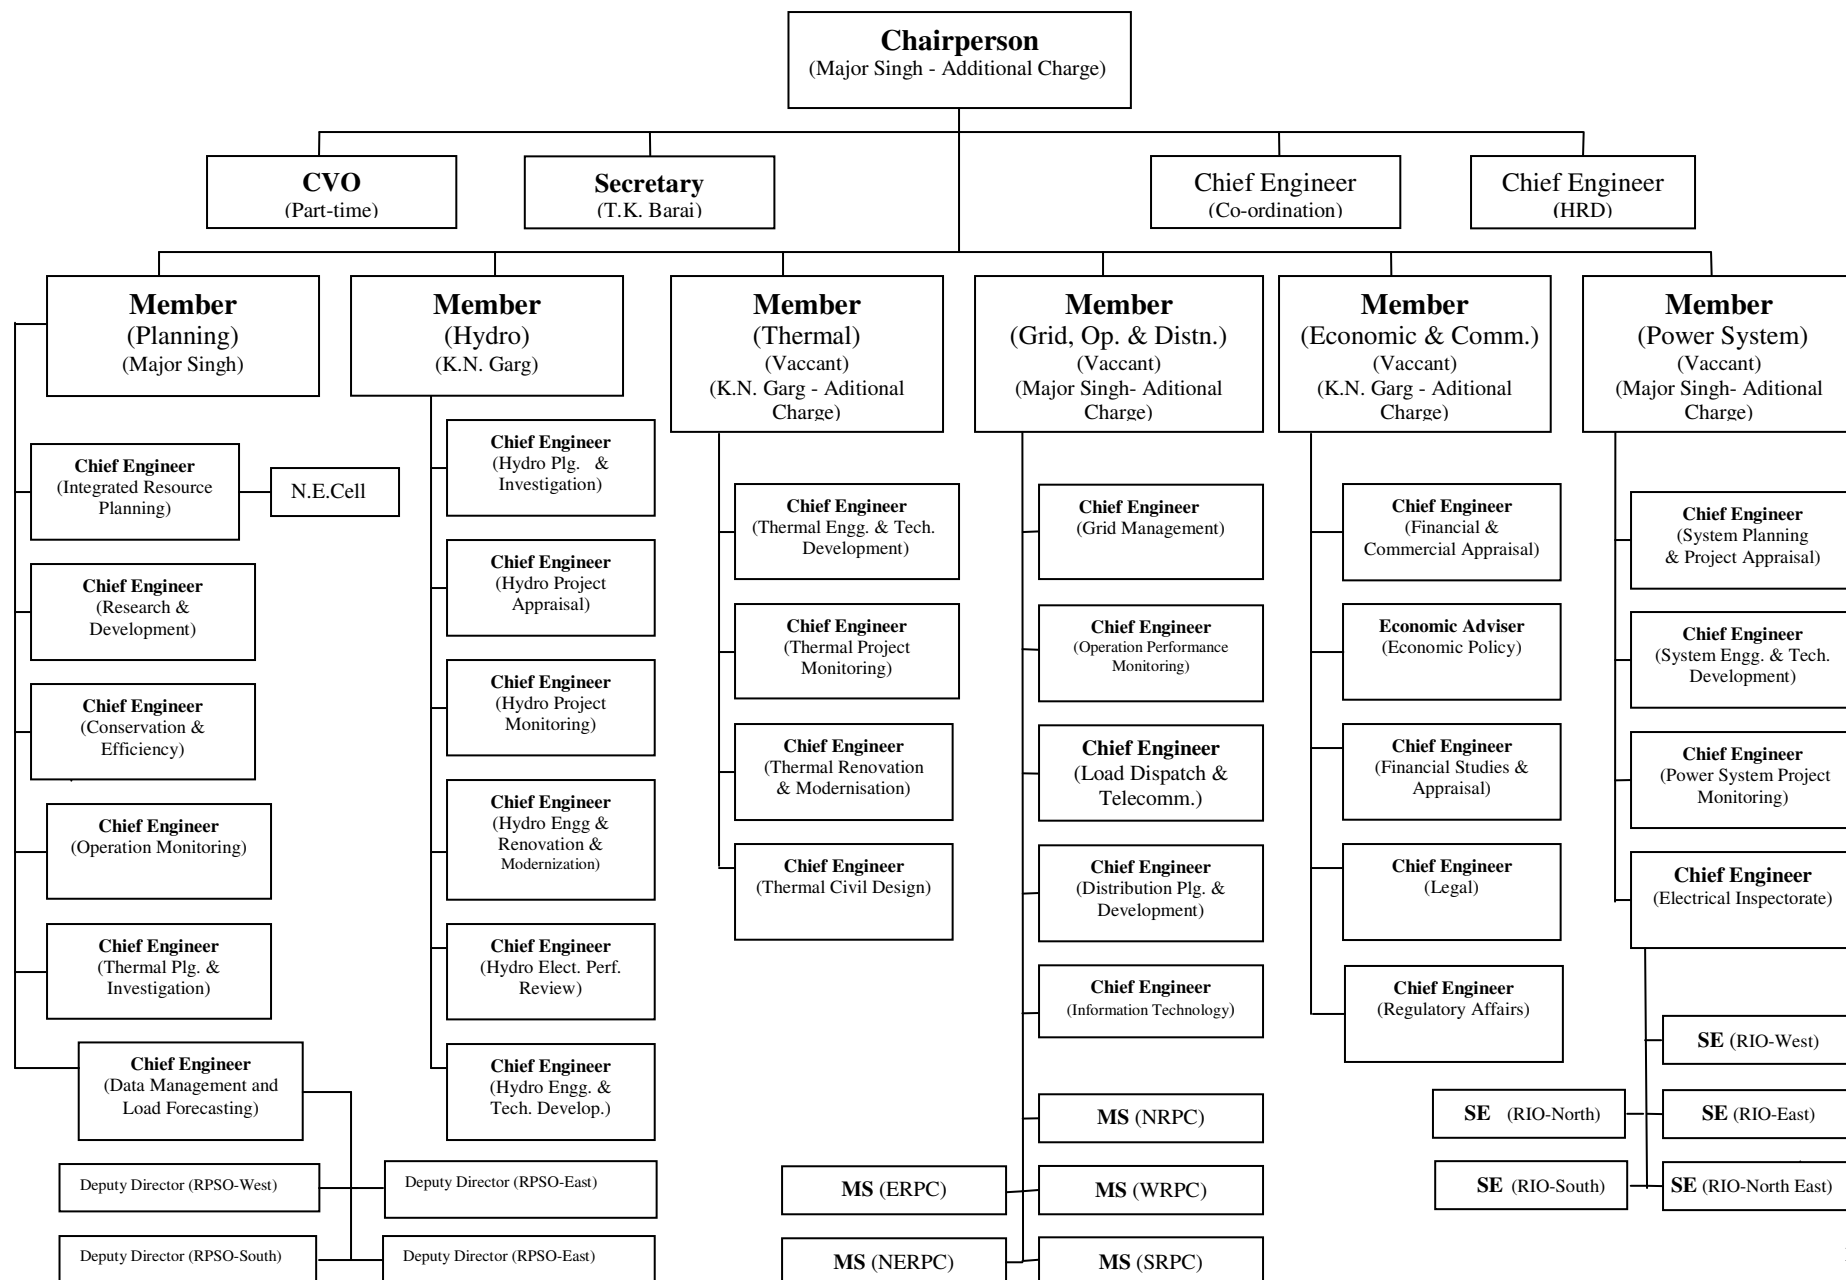 Chairperson
(Major Singh - Additional Charge)
CVO
(Part-time)
Secretary
(T.K. Barai)
Chief Engineer
(Co-ordination)
Chief Engineer
(HRD)
Member
(Planning)
(Major Singh)
Member
(Hydro)
(K.N. Garg)
Member
(Thermal)
(Vaccant)
(K.N. Garg - Aditional
Charge)
Member
(Grid, Op. & Distn.)
(Vaccant)
(Major Singh- Aditional
Charge)
Member
(Economic & Comm.)
(Vaccant)
(K.N. Garg - Aditional
Charge)
Member
(Power System)
(Vaccant)
(Major Singh- Aditional
Charge)
Chief Engineer
(Integrated Resource
Planning)
N.E.Cell
Chief Engineer
(Research &
Development)
Chief Engineer
(Conservation &
Efficiency)
Chief Engineer
(Operation Monitoring)
Chief Engineer
(Thermal Plg. &
Investigation)
Chief Engineer
(Data Management and
Load Forecasting)
Deputy Director (RPSO-West)
Deputy Director (RPSO-East)
Deputy Director (RPSO-South)
Deputy Director (RPSO-East)
Chief Engineer
(Hydro Plg. &
Investigation)
Chief Engineer
(Hydro Project
Appraisal)
Chief Engineer
(Hydro Project
Monitoring)
Chief Engineer
(Hydro Engg &
Renovation &
Modernization)
Chief Engineer
(Hydro Elect. Perf.
Review)
Chief Engineer
(Hydro Engg. &
Tech. Develop.)
Chief Engineer
(Thermal Engg. & Tech.
Development)
Chief Engineer
(Thermal Project
Monitoring)
Chief Engineer
(Thermal Renovation
& Modernisation)
Chief Engineer
(Thermal Civil Design)
Chief Engineer
(Grid Management)
Chief Engineer
(Operation Performance
Monitoring)
Chief Engineer
(Load Dispatch &
Telecomm.)
Chief Engineer
(Distribution Plg. &
Development)
Chief Engineer
(Information Technology)
MS (NRPC)
MS (ERPC)
MS (WRPC)
MS (NERPC)
MS (SRPC)
Chief Engineer
(Financial &
Commercial Appraisal)
Economic Adviser
(Economic Policy)
Chief Engineer
(Financial Studies &
Appraisal)
Chief Engineer
(Legal)
Chief Engineer
(Regulatory Affairs)
Chief Engineer
(System Planning
& Project Appraisal)
Chief Engineer
(System Engg. & Tech.
Development)
Chief Engineer
(Power System Project
Monitoring)
Chief Engineer
(Electrical Inspectorate)
SE (RIO-West)
SE (RIO-North)
SE (RIO-East)
SE (RIO-South)
SE (RIO-North East)